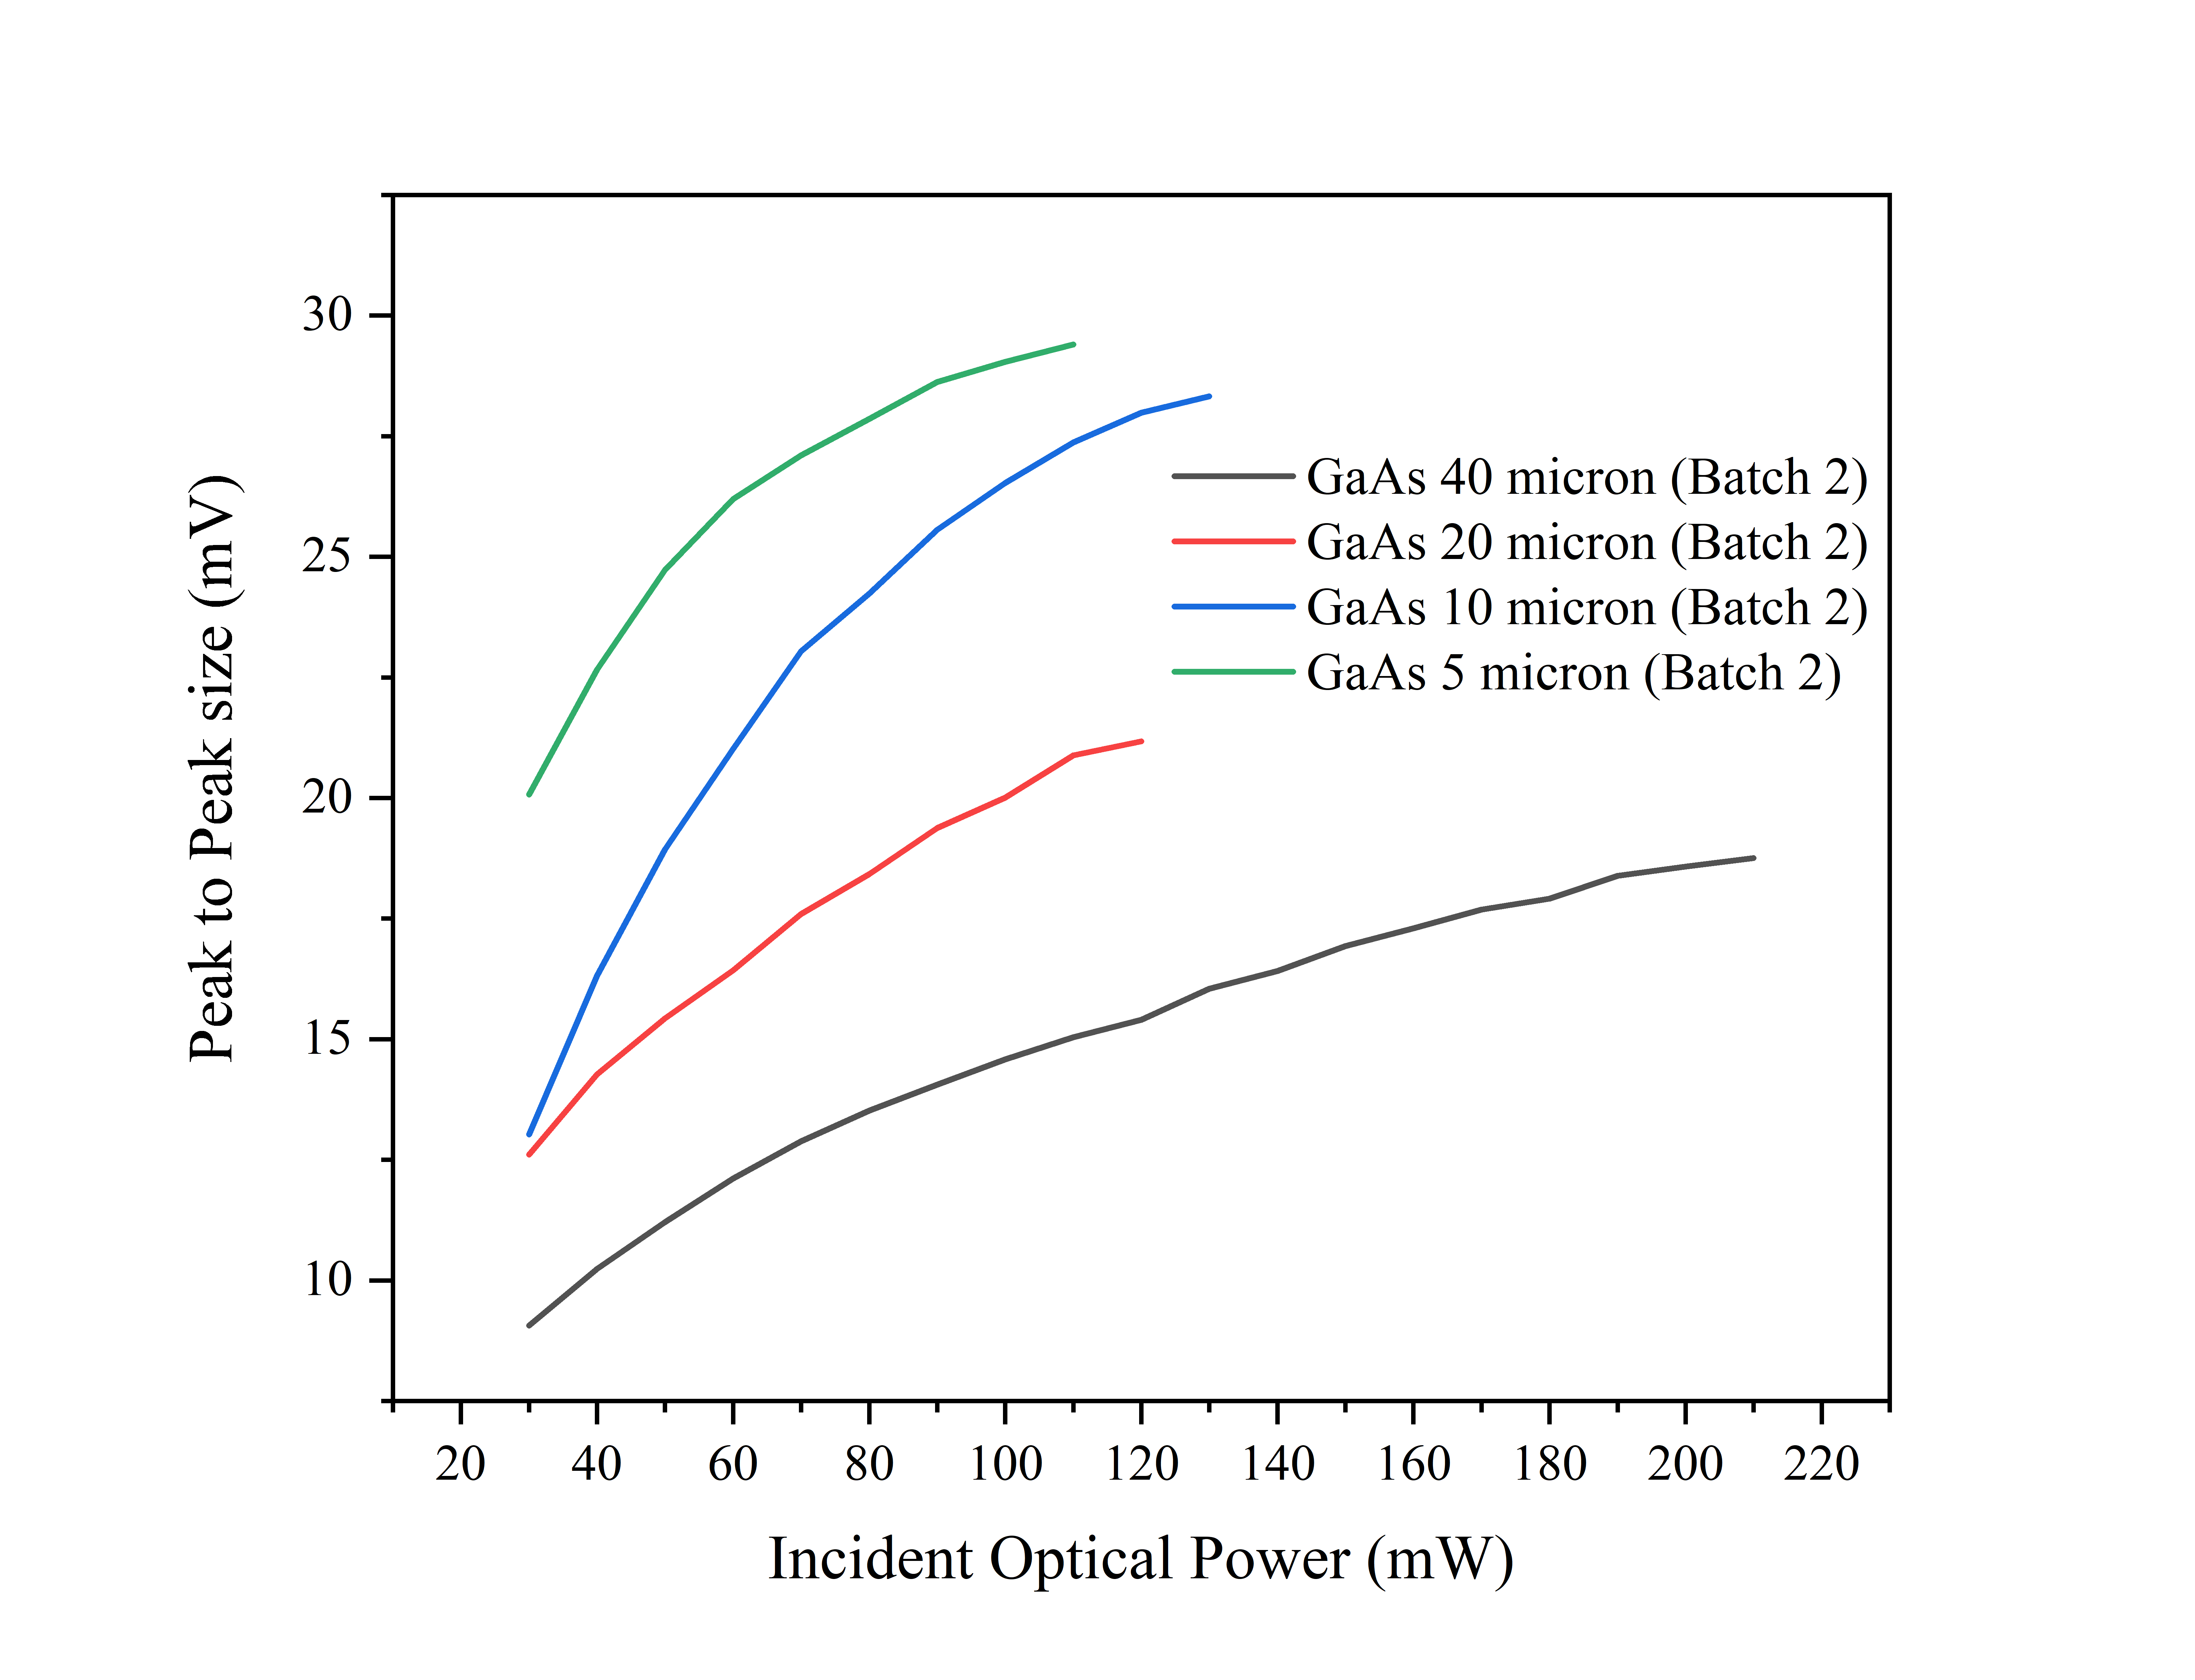 30
25
20
15
10
Peak to Peak size (mV)
GaAs 40 micron (Batch 2)
GaAs 20 micron (Batch 2)
GaAs 10 micron (Batch 2)
GaAs 5 micron (Batch 2)
20 40 60 80 100 120 140 160 180 200 220
Incident Optical Power (mW)